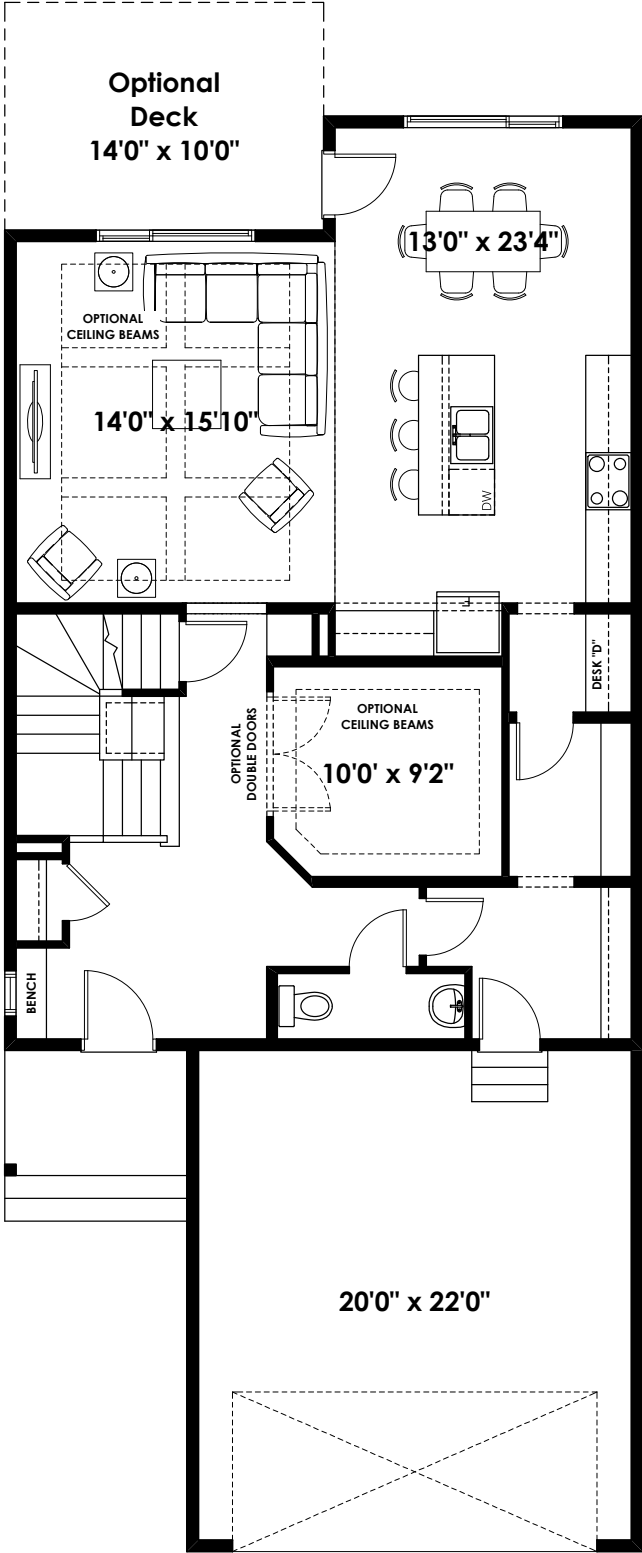 Optional
Deck
14'0" x 10'0"
13'0" x 23'4"
OPTIONAL
CEILING BEAMS
14'0" x 15'10"
DW
DESK "D"
OPTIONAL
DOUBLE DOORS
OPTIONAL
CEILING BEAMS
10'0' x 9'2"
BENCH
20'0" x 22'0"